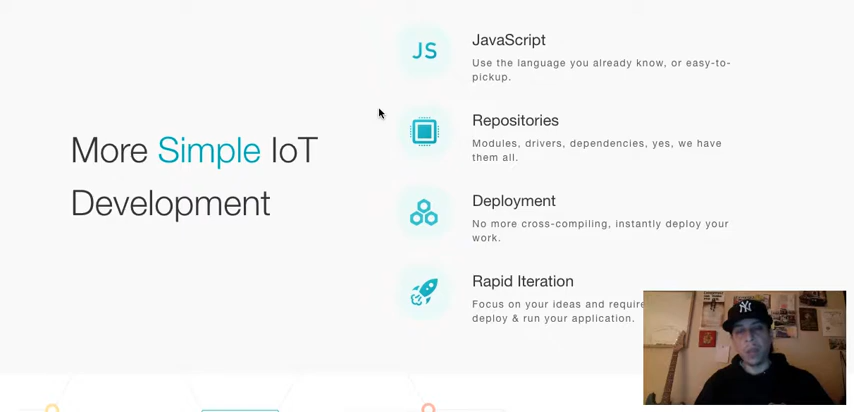 More Simple IoT
Development
JS
JavaScript
Use the language you already know, or easy-to-
pickup.
Repositories
Modules, drivers, dependencies, yes, we have
them all.
Deployment
No more cross-compiling, instantly deploy your
work.
Rapid Iteration
Focus on your ideas and require
deploy & run your application.
NY